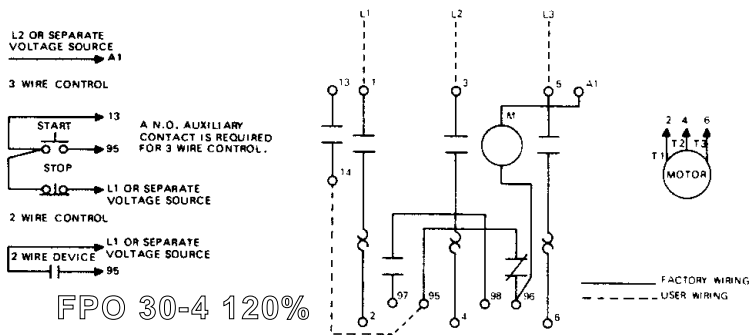 L2 OR SEPARATE
VOLTAGE SOURCE
A1
3 WIRE CONTROL
13
START
95
A N.O. AUXILIARY
CONTACT IS REQUIRED
FOR 3 WIRE CONTROL.
STOP
L1 OR SEPARATE
VOLTAGE SOURCE
2 WIRE CONTROL
L1 OR SEPARATE
VOLTAGE SOURCE
2 WIRE DEVICE
95
FPO 30-4 120%
L1
L2
L3
13
1
3
5
A1
M
14
97
95
98
96
2
4
6
2 4 6
T1 T2 T3
MOTOR
FACTORY WIRING
USER WIRING